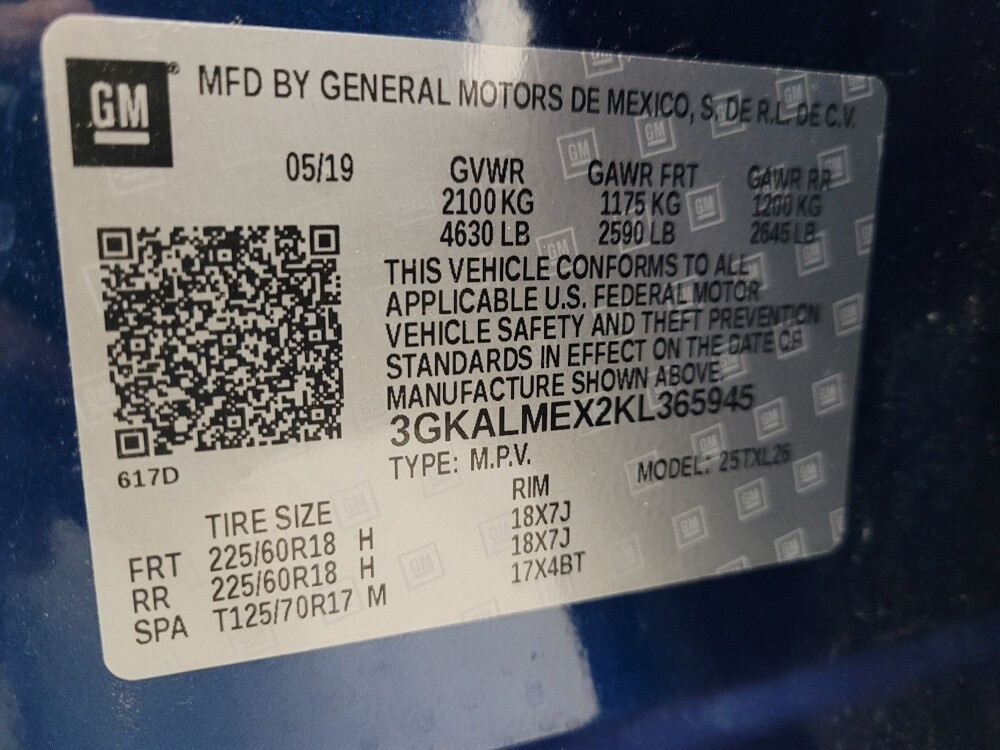 GM® MFD BY GENERAL MOTORS DE MEXICO, S. DE R.L. DE C.V.
05/19 GVWR GAWR FRT GAWR RR
2100 KG 1175 KG 1200 KG
4630 LB 2590 LB 2645 LB
THIS VEHICLE CONFORMS TO ALL
APPLICABLE U.S. FEDERAL MOTOR
VEHICLE SAFETY AND THEFT PREVENTION
STANDARDS IN EFFECT ON THE DATE OF
MANUFACTURE SHOWN ABOVE.
3GKALMEX2KL365945
617D TYPE: M.P.V. MODEL: 25TXL26
TIRE SIZE RIM
FRT 225/60R18 H 18X7J
RR 225/60R18 H 18X7J
SPA T125/70R17 M 17X4BT